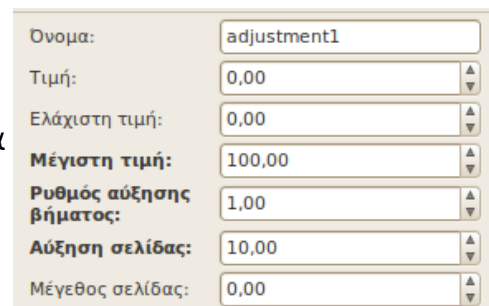 Όνομα: adjustment1
Τιμή: 0,00
Ελάχιστη τιμή: 0,00
Μέγιστη τιμή: 100,00
Ρυθμός αύξησης
βήματος: 1,00
Αύξηση σελίδας: 10,00
Μέγεθος σελίδας: 0,00